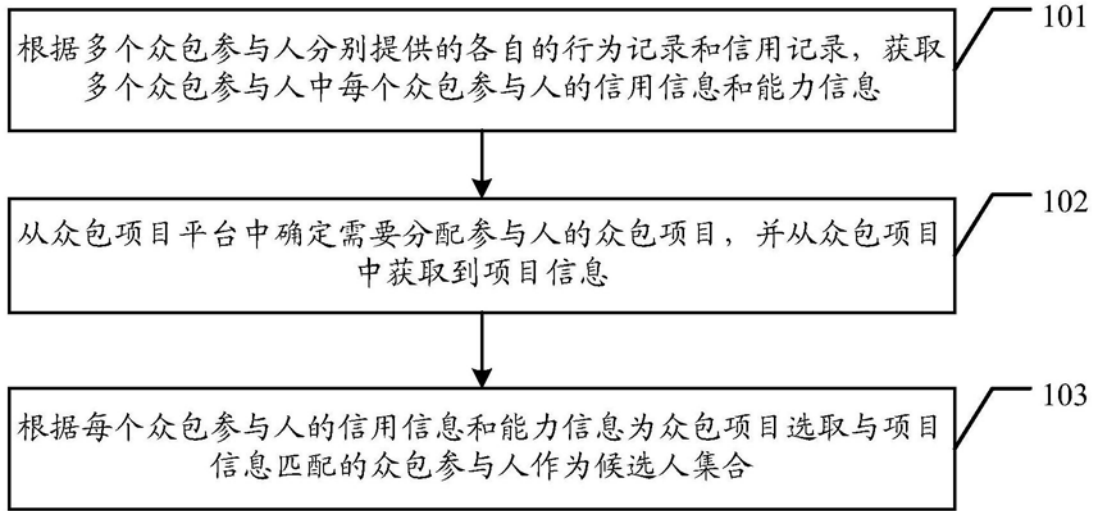 101
根据多个众包参与人分别提供的各自的行为记录和信用记录，获取
多个众包参与人中每个众包参与人的信用信息和能力信息
102
从众包项目平台中确定需要分配参与人的众包项目，并从众包项目
中获取到项目信息
103
根据每个众包参与人的信用信息和能力信息为众包项目选取与项目
信息匹配的众包参与人作为候选人集合